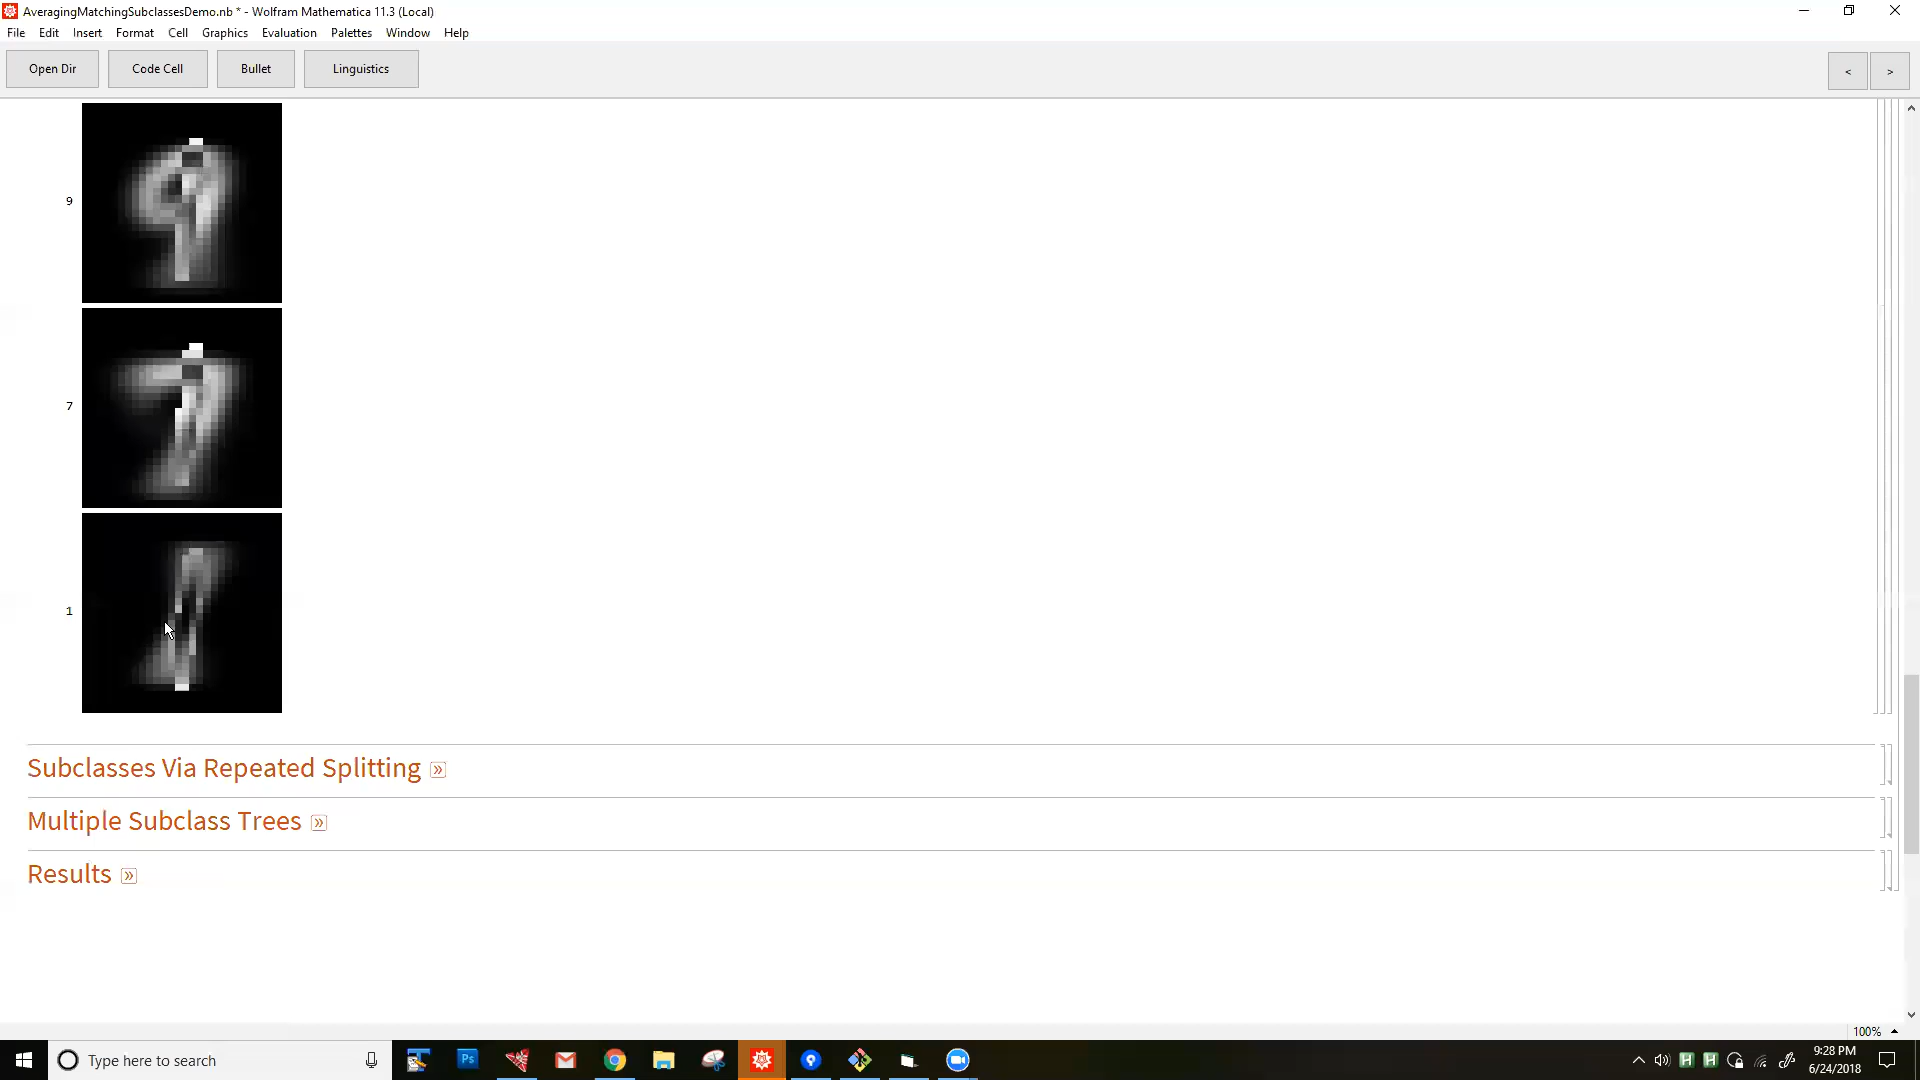 AveragingMatchingSubclassesDemo.nb * - Wolfram Mathematica 11.3 (Local)
File Edit Insert Format Cell Graphics Evaluation Palettes Window Help
Open Dir Code Cell Bullet Linguistics < >
9
7
1
Subclasses Via Repeated Splitting »
Multiple Subclass Trees »
Results »
100%
Type here to search
Ps
H H
9:28 PM
6/24/2018